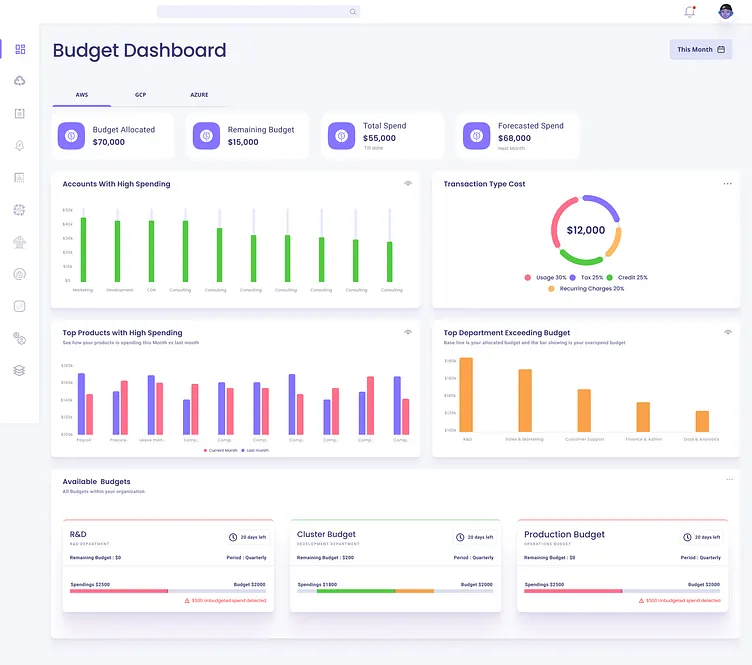 Budget Dashboard
This Month
AWS GCP AZURE
Budget Allocated
$70,000
Remaining Budget
$15,000
Total Spend
$55,000
Till date
Forecasted Spend
$68,000
Next Month
Accounts With High Spending
$50k
$40k
$30k
$20k
$10k
$0
Marketing Development COE Consulting Consulting Consulting Consulting Consulting Consulting Consulting
Transaction Type Cost
$12,000
Usage 30% Tax 25% Credit 25%
Recurring Charges 20%
Top Products with High Spending
See how your products is spending this Month vs last month
$180k
$160k
$140k
$120k
$100k
Payroll Procure... Leave man... Comp... Comp... Comp... Comp... Comp... Comp... Comp...
Current Month Last month
Top Department Exceeding Budget
Base line is your allocated budget and the bar showing is your overspend budget
$180k
$160k
$140k
$120k
$100k
R&D Sales & Marketing Customer Support Finance & Admin Data & Analytics
Available Budgets
All Budgets within your organization
R&D
20 days left
R&D DEPARTMENT
Remaining Budget : $0 Period : Quarterly
Spendings $2500 Budget $2000
$500 Unbudgeted spend detected
Cluster Budget
20 days left
DEVELOPMENT DEPARTMENT
Remaining Budget : $200 Period : Quarterly
Spendings $1800 Budget $2000
Production Budget
20 days left
OPERATIONS BUDGET
Remaining Budget : $0 Period : Quarterly
Spendings $2500 Budget $2000
$500 Unbudgeted spend detected